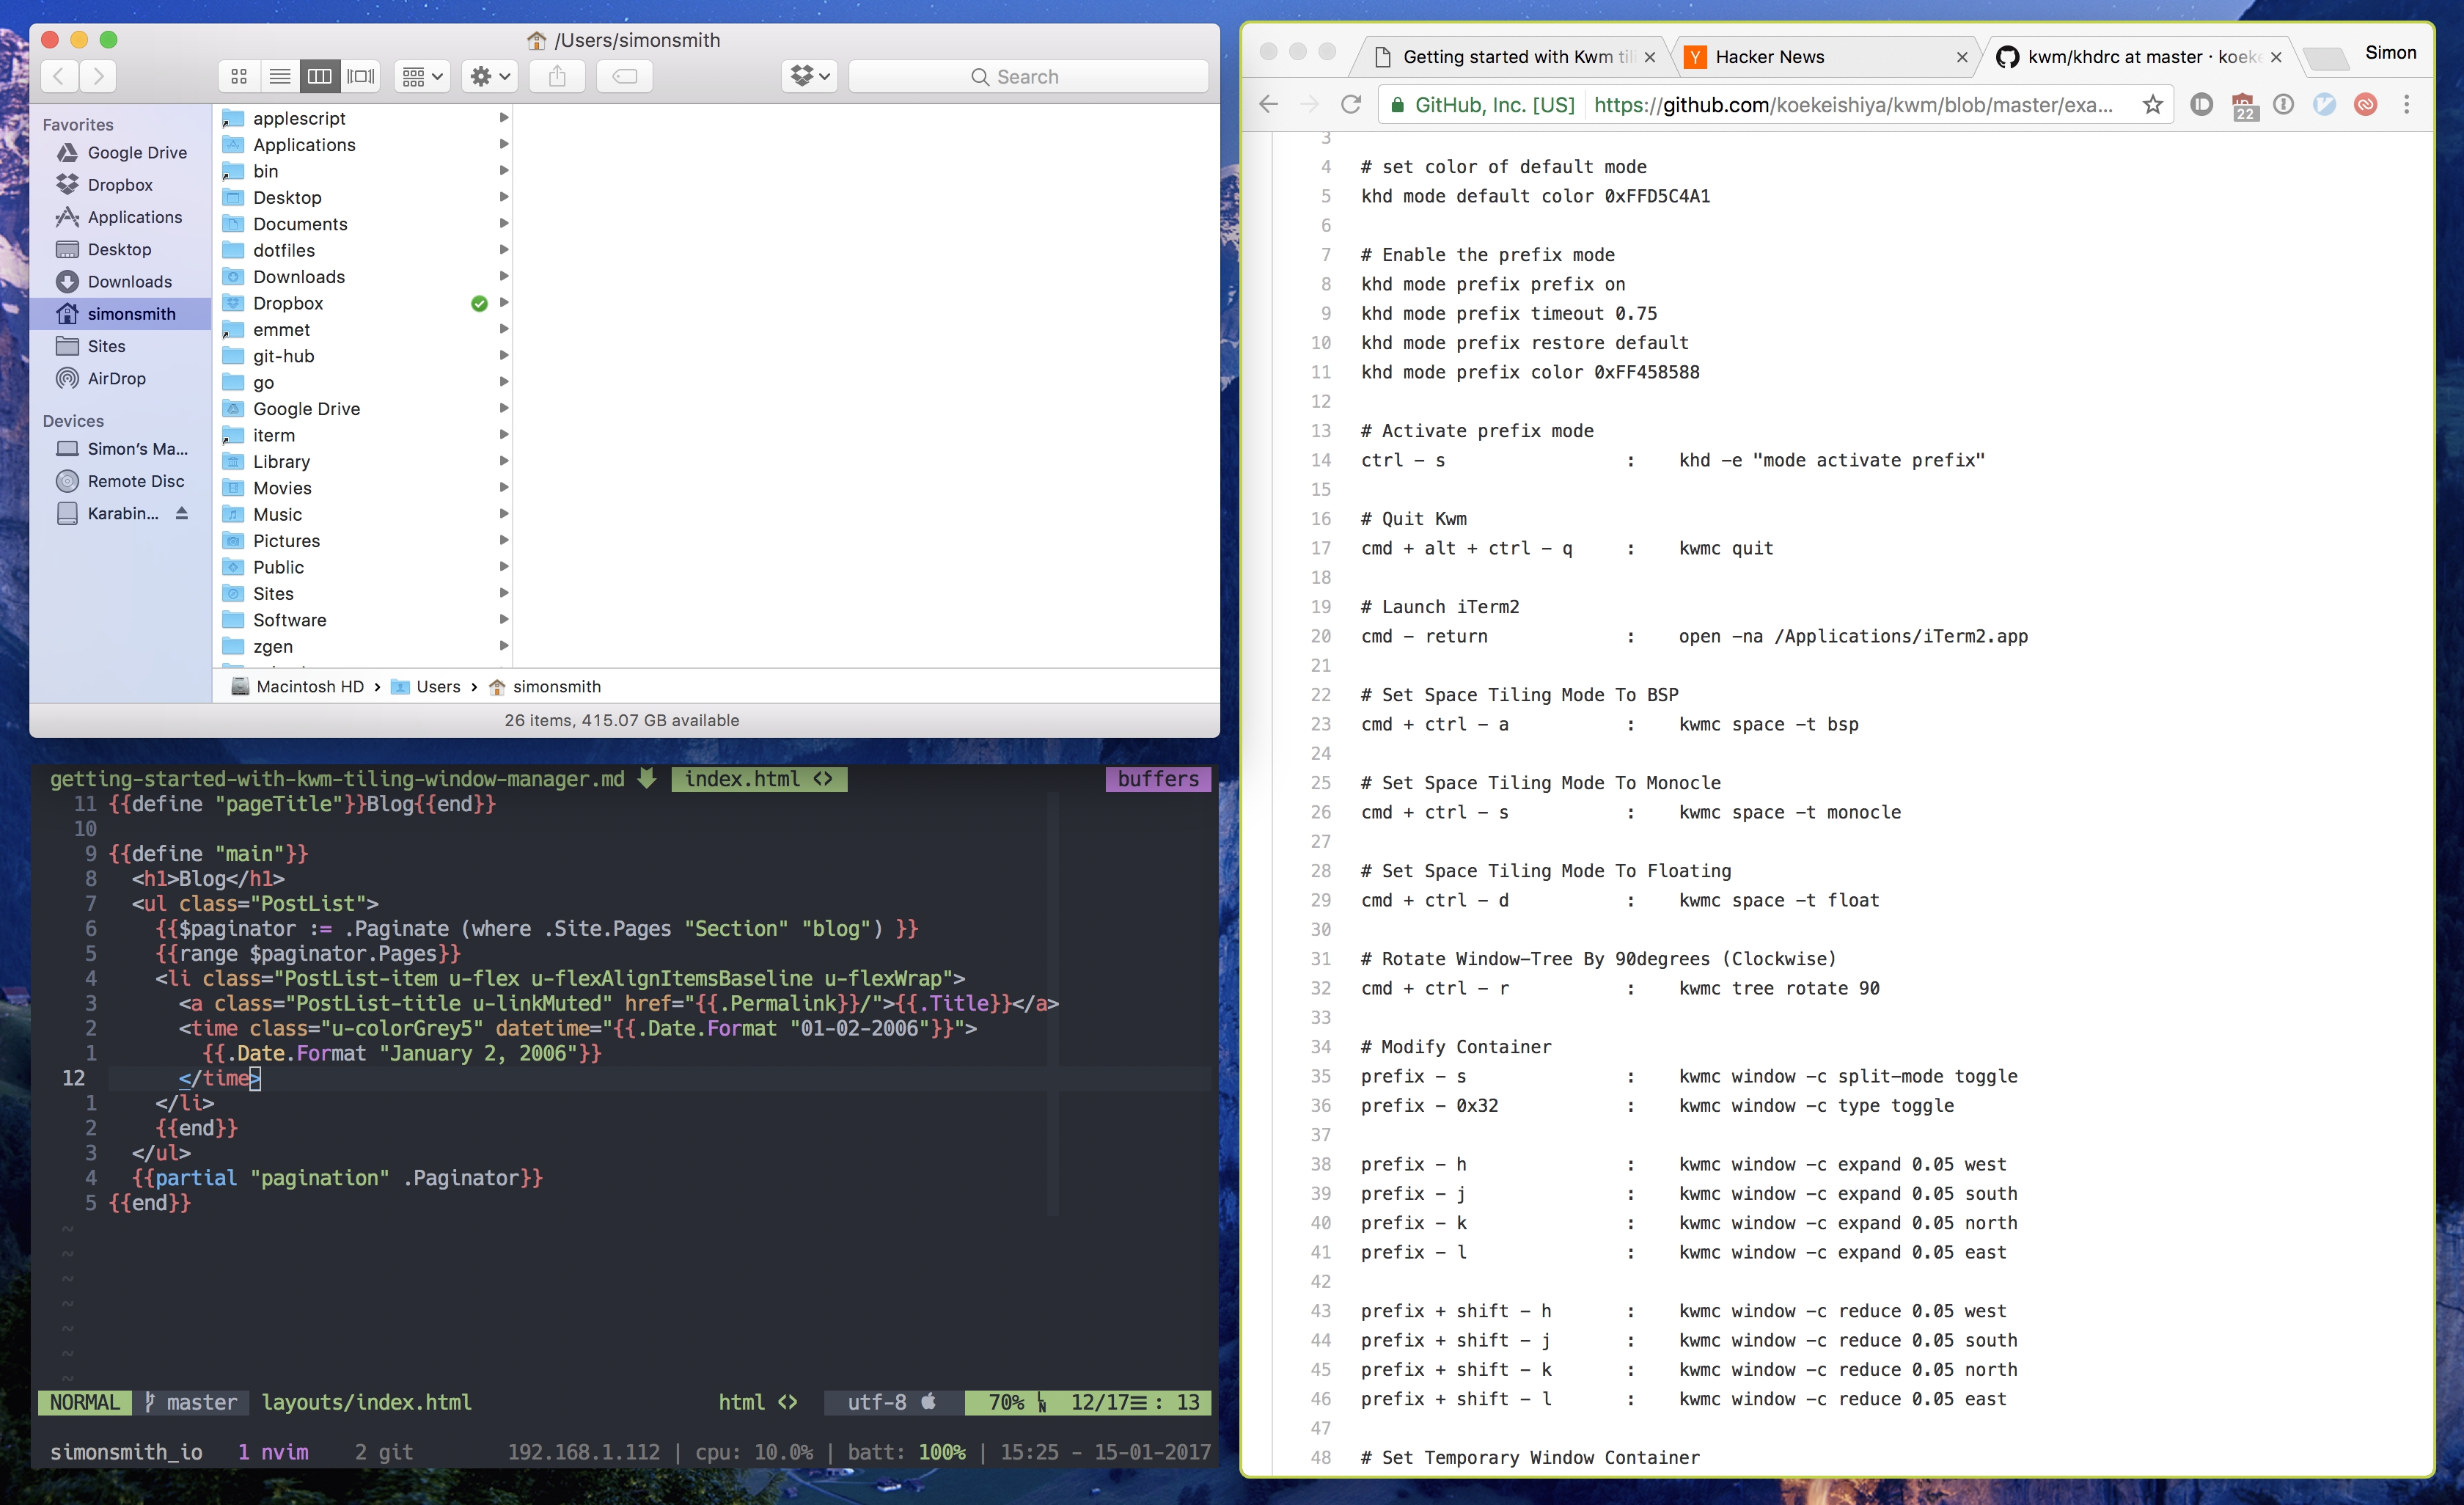 /Users/simonsmith
Search
Favorites
Google Drive
Dropbox
Applications
Desktop
Downloads
simonsmith
Sites
AirDrop
Devices
Simon's Ma...
Remote Disc
Karabin...
applescript
Applications
bin
Desktop
Documents
dotfiles
Downloads
Dropbox
emmet
git-hub
go
Google Drive
iterm
Library
Movies
Music
Pictures
Public
Sites
Software
zgen
Macintosh HD › Users › simonsmith
26 items, 415.07 GB available
getting-started-with-kwm-tiling-window-manager.md index.html <> buffers
11 {{define "pageTitle"}}Blog{{end}}
10
9 {{define "main"}}
8 <h1>Blog</h1>
7 <ul class="PostList">
6 {{$paginator := .Paginate (where .Site.Pages "Section" "blog") }}
5 {{range $paginator.Pages}}
4 <li class="PostList-item u-flex u-flexAlignItemsBaseline u-flexWrap">
3 <a class="PostList-title u-linkMuted" href="{{.Permalink}}/">{{.Title}}</a>
2 <time class="u-colorGrey5" datetime="{{.Date.Format "01-02-2006"}}">
1 {{.Date.Format "January 2, 2006"}}
12 </time>
1 </li>
2 {{end}}
3 </ul>
4 {{partial "pagination" .Paginator}}
5 {{end}}
~
~
~
~
~
~
~
NORMAL master layouts/index.html html <> utf-8 70% LN 12/17☰ : 13
simonsmith_io 1 nvim 2 git 192.168.1.112 | cpu: 10.0% | batt: 100% | 15:25 - 15-01-2017
Getting started with Kwm til
Y Hacker News
kwm/khdrc at master · koeke
Simon
GitHub, Inc. [US] https://github.com/koekeishiya/kwm/blob/master/exa...
22
3
4 # set color of default mode
5 khd mode default color 0xFFD5C4A1
6
7 # Enable the prefix mode
8 khd mode prefix prefix on
9 khd mode prefix timeout 0.75
10 khd mode prefix restore default
11 khd mode prefix color 0xFF458588
12
13 # Activate prefix mode
14 ctrl - s : khd -e "mode activate prefix"
15
16 # Quit Kwm
17 cmd + alt + ctrl - q : kwmc quit
18
19 # Launch iTerm2
20 cmd - return : open -na /Applications/iTerm2.app
21
22 # Set Space Tiling Mode To BSP
23 cmd + ctrl - a : kwmc space -t bsp
24
25 # Set Space Tiling Mode To Monocle
26 cmd + ctrl - s : kwmc space -t monocle
27
28 # Set Space Tiling Mode To Floating
29 cmd + ctrl - d : kwmc space -t float
30
31 # Rotate Window-Tree By 90degrees (Clockwise)
32 cmd + ctrl - r : kwmc tree rotate 90
33
34 # Modify Container
35 prefix - s : kwmc window -c split-mode toggle
36 prefix - 0x32 : kwmc window -c type toggle
37
38 prefix - h : kwmc window -c expand 0.05 west
39 prefix - j : kwmc window -c expand 0.05 south
40 prefix - k : kwmc window -c expand 0.05 north
41 prefix - l : kwmc window -c expand 0.05 east
42
43 prefix + shift - h : kwmc window -c reduce 0.05 west
44 prefix + shift - j : kwmc window -c reduce 0.05 south
45 prefix + shift - k : kwmc window -c reduce 0.05 north
46 prefix + shift - l : kwmc window -c reduce 0.05 east
47
48 # Set Temporary Window Container